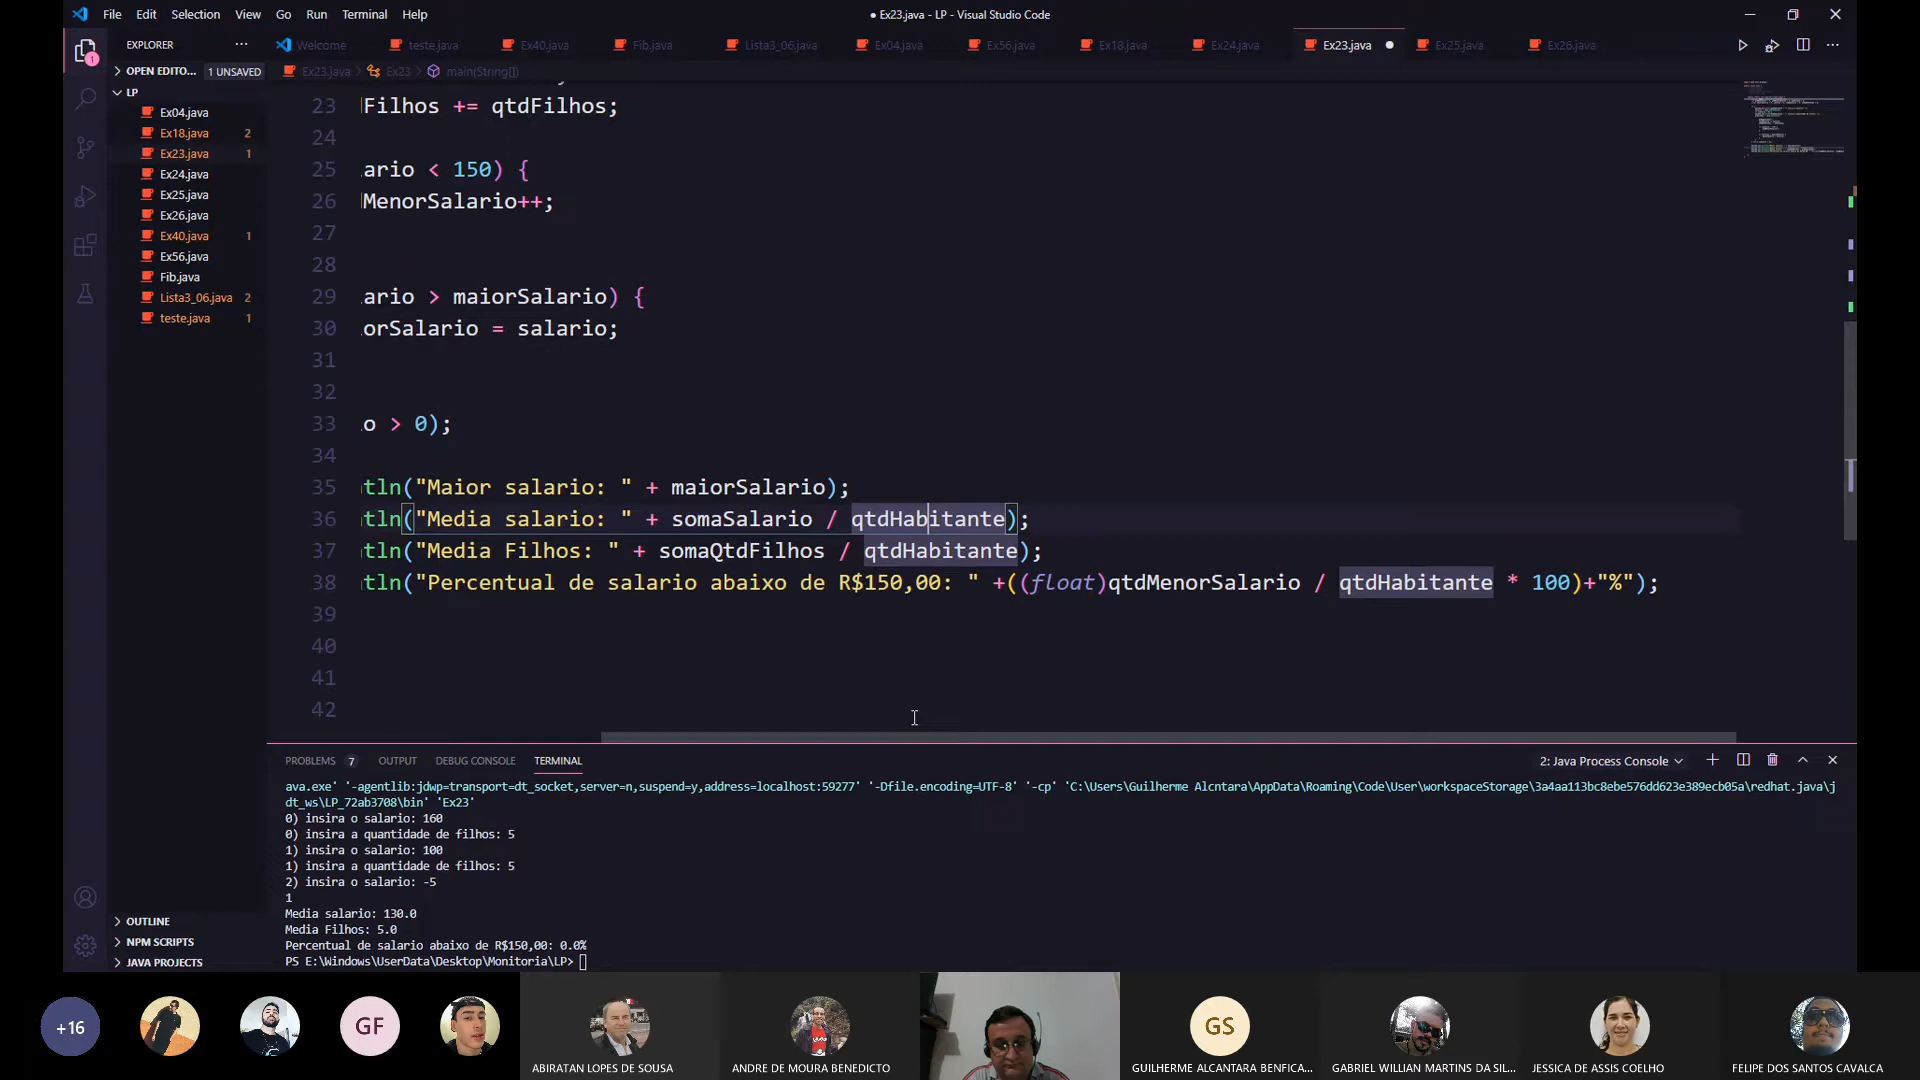 File Edit Selection View Go Run Terminal Help
● Ex23.java - LP - Visual Studio Code
EXPLORER
Welcome teste.java Ex40.java Fib.java Lista3_06.java Ex04.java Ex56.java Ex18.java Ex24.java Ex23.java Ex25.java Ex26.java
OPEN EDITO... 1 UNSAVED
Ex23.java > Ex23 > main(String[])
LP
Ex04.java
Ex18.java 2
Ex23.java 1
Ex24.java
Ex25.java
Ex26.java
Ex40.java 1
Ex56.java
Fib.java
Lista3_06.java 2
teste.java 1
OUTLINE
NPM SCRIPTS
JAVA PROJECTS
1
23 Filhos += qtdFilhos;
24
25 ario < 150) {
26 MenorSalario++;
27
28
29 ario > maiorSalario) {
30 orSalario = salario;
31
32
33 o > 0);
34
35 tln("Maior salario: " + maiorSalario);
36 tln("Media salario: " + somaSalario / qtdHabitante);
37 tln("Media Filhos: " + somaQtdFilhos / qtdHabitante);
38 tln("Percentual de salario abaixo de R$150,00: " +((float)qtdMenorSalario / qtdHabitante * 100)+"%");
39
40
41
42
PROBLEMS 7 OUTPUT DEBUG CONSOLE TERMINAL
2: Java Process Console
ava.exe' '-agentlib:jdwp=transport=dt_socket,server=n,suspend=y,address=localhost:59277' '-Dfile.encoding=UTF-8' '-cp' 'C:\Users\Guilherme Alcntara\AppData\Roaming\Code\User\workspaceStorage\3a4aa113bc8ebe576dd623e389ecb05a\redhat.java\j
dt_ws\LP_72ab3708\bin' 'Ex23'
0) insira o salario: 160
0) insira a quantidade de filhos: 5
1) insira o salario: 100
1) insira a quantidade de filhos: 5
2) insira o salario: -5
1
Media salario: 130.0
Media Filhos: 5.0
Percentual de salario abaixo de R$150,00: 0.0%
PS E:\Windows\UserData\Desktop\Monitoria\LP>
+16
GF
GS
ABIRATAN LOPES DE SOUSA
ANDRE DE MOURA BENEDICTO
GUILHERME ALCANTARA BENFICA...
GABRIEL WILLIAN MARTINS DA SIL...
JESSICA DE ASSIS COELHO
FELIPE DOS SANTOS CAVALCA